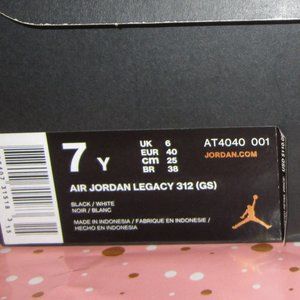 7 Y
UK 6
EUR 40
CM 25
BR 38
AT4040 001
JORDAN.COM
AIR JORDAN LEGACY 312 (GS)
BLACK / WHITE
NOIR / BLANC
MADE IN INDONESIA / FABRIQUE EN INDONESIE /
HECHO EN INDONESIA